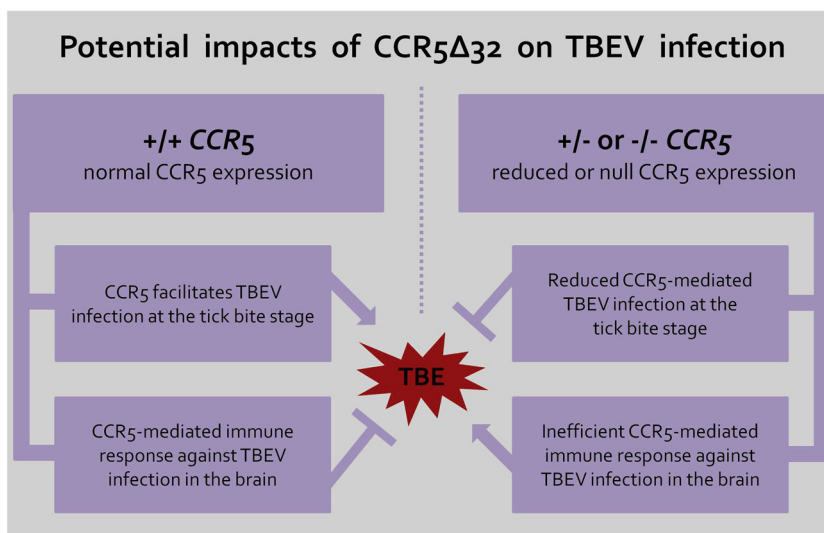 Potential impacts of CCR5Δ32 on TBEV infection
+/+ CCR5
normal CCR5 expression
+/- or -/- CCR5
reduced or null CCR5 expression
CCR5 facilitates TBEV
infection at the tick bite stage
Reduced CCR5-mediated
TBEV infection at the
tick bite stage
TBE
CCR5-mediated immune
response against TBEV
infection in the brain
Inefficient CCR5-mediated
immune response against
TBEV infection in the brain